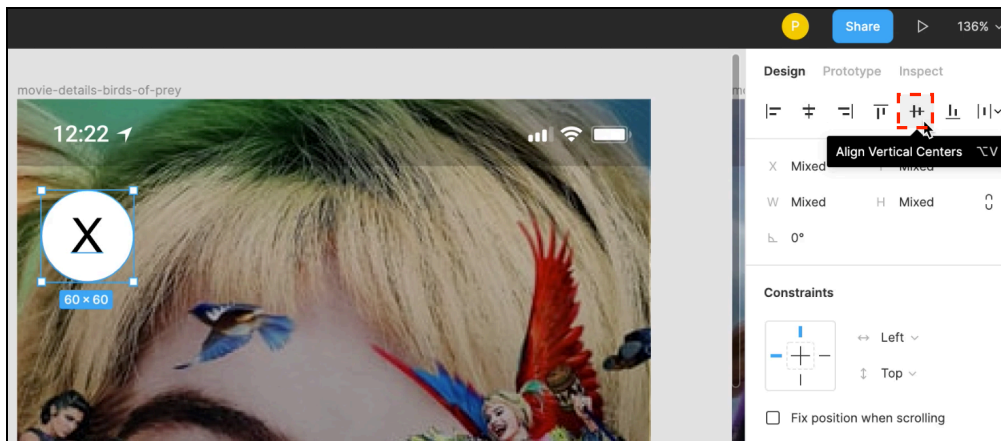 P Share 136%
Design Prototype Inspect
movie-details-birds-of-prey
12:22
Align Vertical Centers ⌥V
X Mixed Y Mixed
W Mixed H Mixed
0°
X
60 × 60
Constraints
Left
Top
Fix position when scrolling